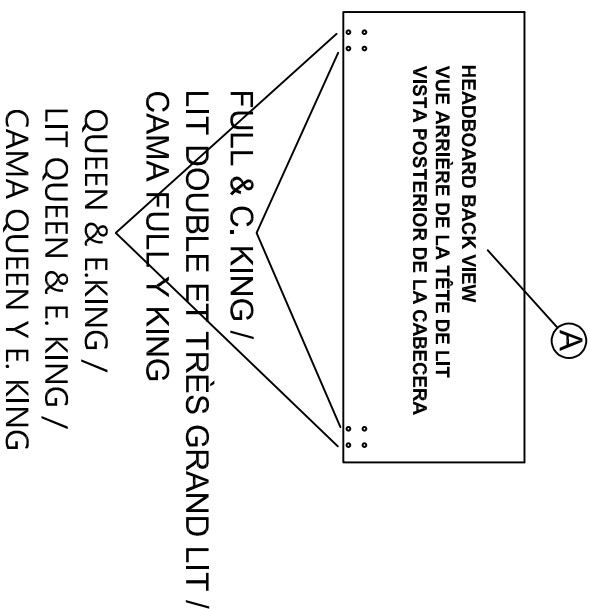 A
HEADBOARD BACK VIEW
VUE ARRIÈRE DE LA TÊTE DE LIT
VISTA POSTERIOR DE LA CABECERA
FULL & C. KING /
LIT DOUBLE ET TRÈS GRAND LIT /
CAMA FULL Y KING
QUEEN & E.KING /
LIT QUEEN & E. KING /
CAMA QUEEN Y E. KING